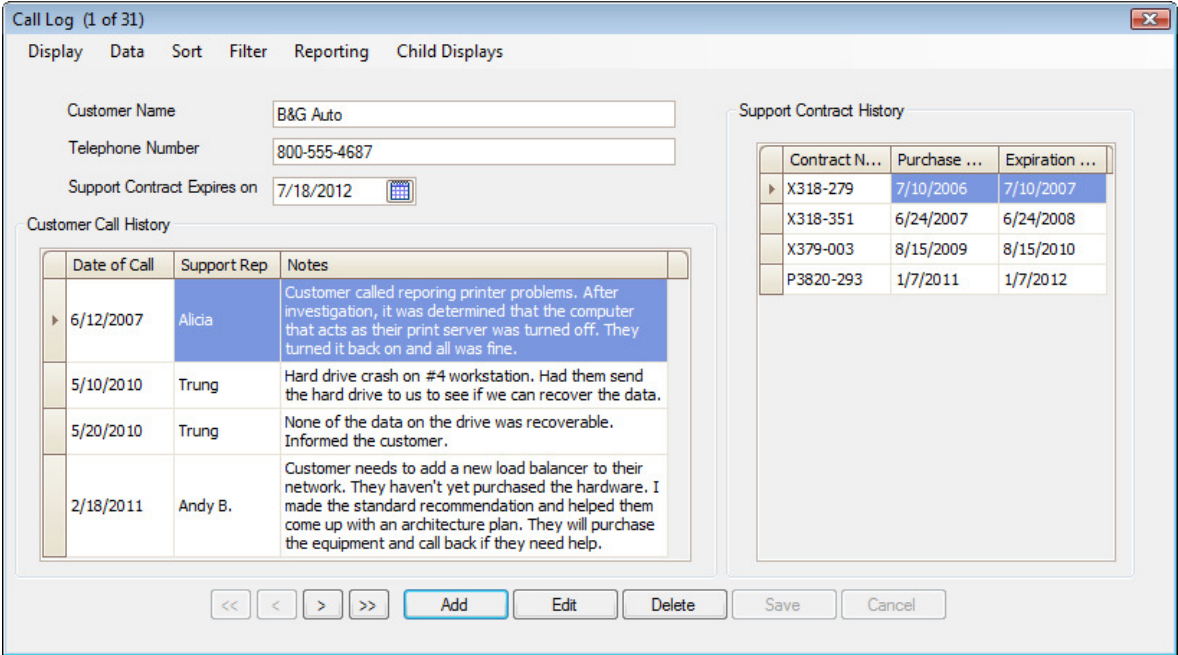 Call Log (1 of 31)
Display Data Sort Filter Reporting Child Displays
Customer Name B&G Auto
Telephone Number 800-555-4687
Support Contract Expires on 7/18/2012
Customer Call History
Date of Call Support Rep Notes
6/12/2007 Alicia Customer called reporing printer problems. After
investigation, it was determined that the computer
that acts as their print server was turned off. They
turned it back on and all was fine.
5/10/2010 Trung Hard drive crash on #4 workstation. Had them send
the hard drive to us to see if we can recover the data.
5/20/2010 Trung None of the data on the drive was recoverable.
Informed the customer.
2/18/2011 Andy B. Customer needs to add a new load balancer to their
network. They haven't yet purchased the hardware. I
made the standard recommendation and helped them
come up with an architecture plan. They will purchase
the equipment and call back if they need help.
Support Contract History
Contract N... Purchase ... Expiration ...
X318-279 7/10/2006 7/10/2007
X318-351 6/24/2007 6/24/2008
X379-003 8/15/2009 8/15/2010
P3820-293 1/7/2011 1/7/2012
<< < > >> Add Edit Delete Save Cancel